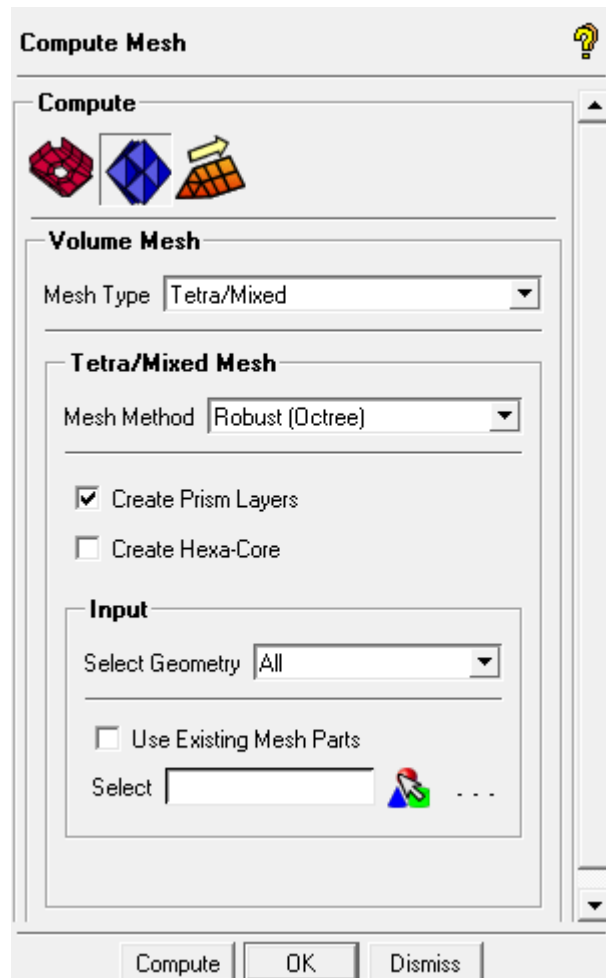 Compute Mesh
Compute
Volume Mesh
Mesh Type Tetra/Mixed
Tetra/Mixed Mesh
Mesh Method Robust (Octree)
Create Prism Layers
Create Hexa-Core
Input
Select Geometry All
Use Existing Mesh Parts
Select ...
Compute OK Dismiss